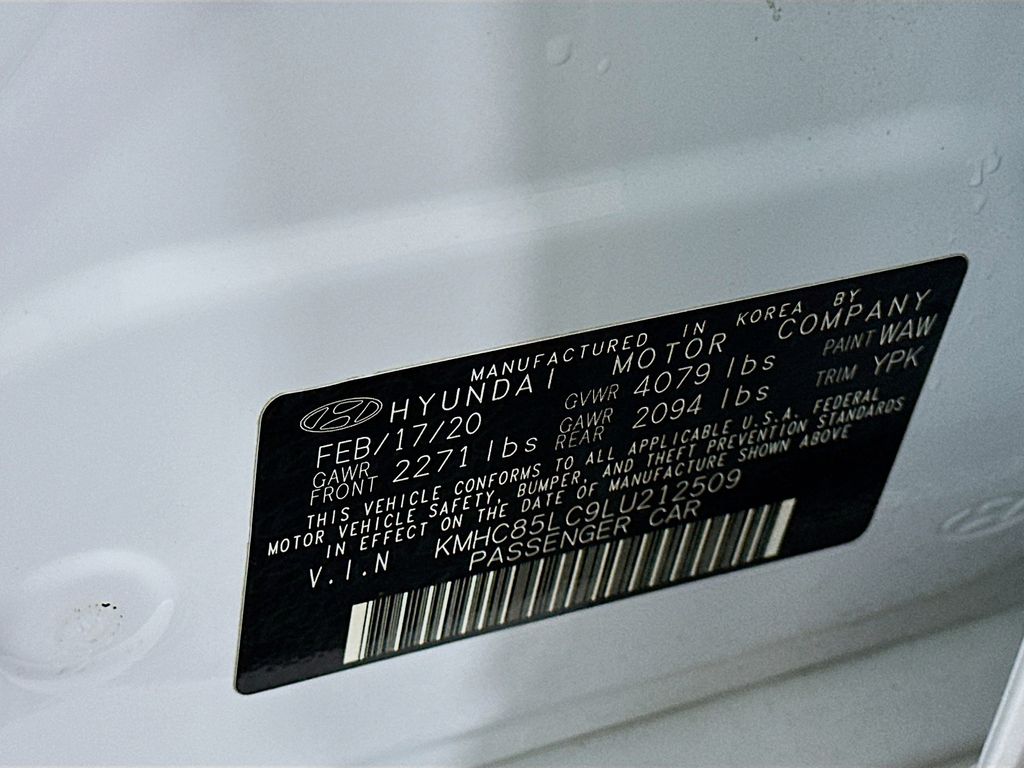 MANUFACTURED IN KOREA BY
HYUNDAI MOTOR COMPANY
FEB/17/20 GVWR 4079 lbs PAINT WAW
GAWR FRONT 2271 lbs GAWR REAR 2094 lbs TRIM YPK
THIS VEHICLE CONFORMS TO ALL APPLICABLE U.S.A. FEDERAL
MOTOR VEHICLE SAFETY, BUMPER, AND THEFT PREVENTION STANDARDS
IN EFFECT ON THE DATE OF MANUFACTURE SHOWN ABOVE
V.I.N KMHC85LC9LU212509
PASSENGER CAR